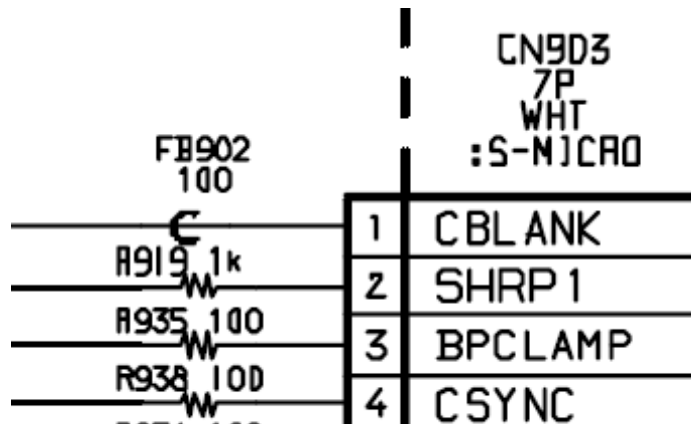 CN903
7P
WHT
:S-MICRO
FB902
100
1 CBLANK
R919 1k
2 SHRP1
R935 100
3 BPCLAMP
R938 100
4 CSYNC